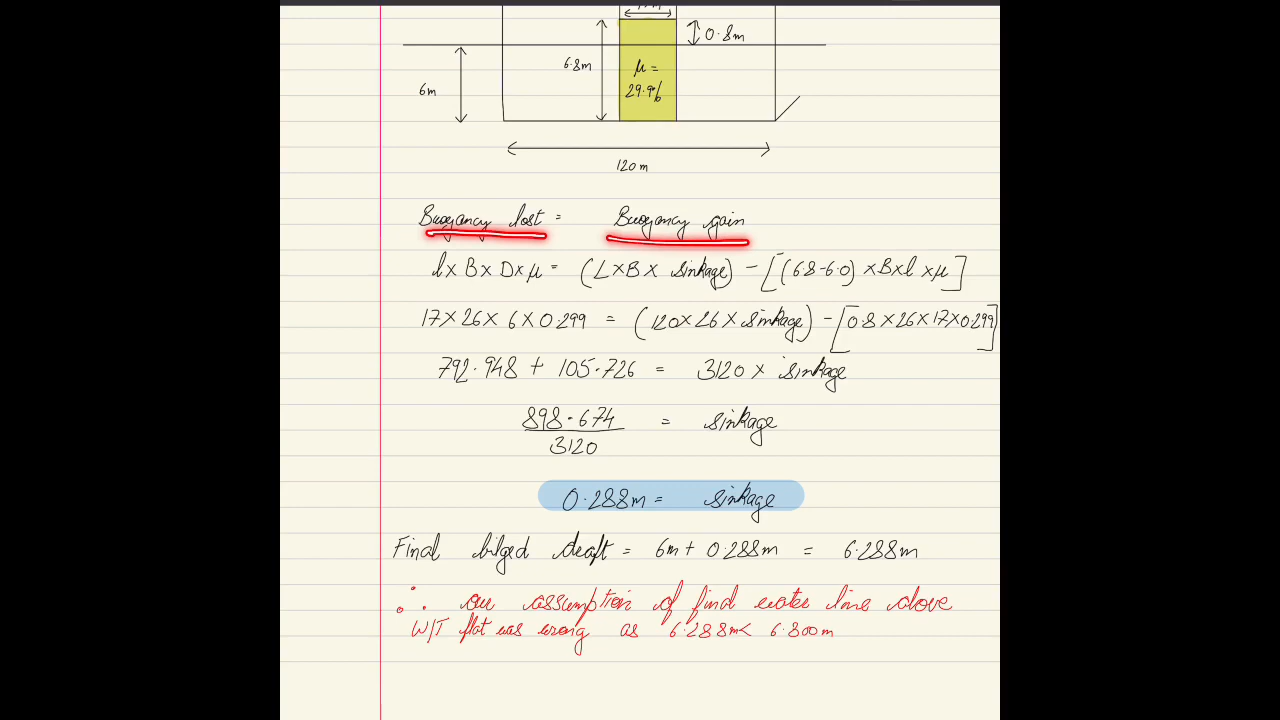 0.8m
6.8m
μ =
29.9%
6m
120m
Buoyancy lost = Buoyancy gain
l x B x D x μ = (L x B x sinkage) - [(6.8-6.0) x B x l x μ]
17 x 26 x 6 x 0.299 = (120 x 26 x sinkage) - [0.8 x 26 x 17 x 0.299]
792.948 + 105.726 = 3120 x sinkage
898.674 = sinkage
3120
0.288m = sinkage
Final bilged draft = 6m + 0.288m = 6.288m
∴ our assumption of final water line above
W/T flat was wrong as 6.288m < 6.800m